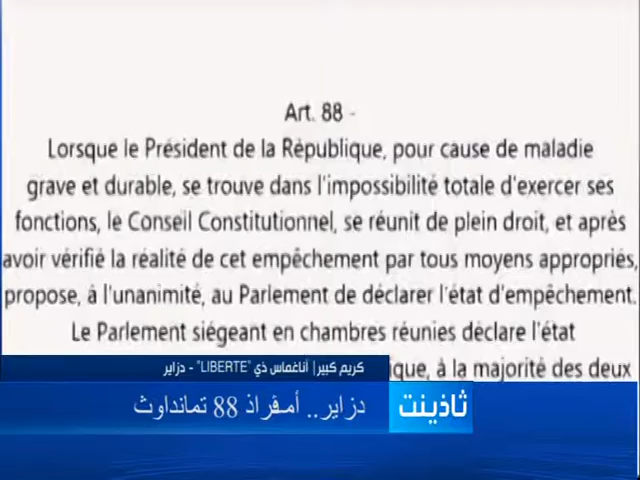 Art. 88 -
Lorsque le Président de la République, pour cause de maladie
grave et durable, se trouve dans l'impossibilité totale d'exercer ses
fonctions, le Conseil Constitutionnel, se réunit de plein droit, et après
avoir vérifié la réalité de cet empêchement par tous moyens appropriés,
propose, à l'unanimité, au Parlement de déclarer l'état d'empêchement.
Le Parlement siégeant en chambres réunies déclare l'état
ique, à la majorité des deux
كريم كبير| أناغماس ذي "LIBERTE" - دزاير
ثاذينت
دزاير.. أمقراذ 88 تمانداوث